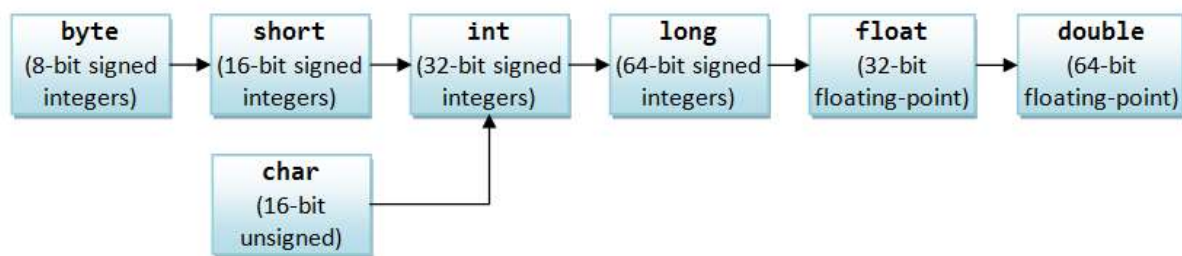 byte
(8-bit signed
integers)
short
(16-bit signed
integers)
int
(32-bit signed
integers)
long
(64-bit signed
integers)
float
(32-bit
floating-point)
double
(64-bit
floating-point)
char
(16-bit
unsigned)